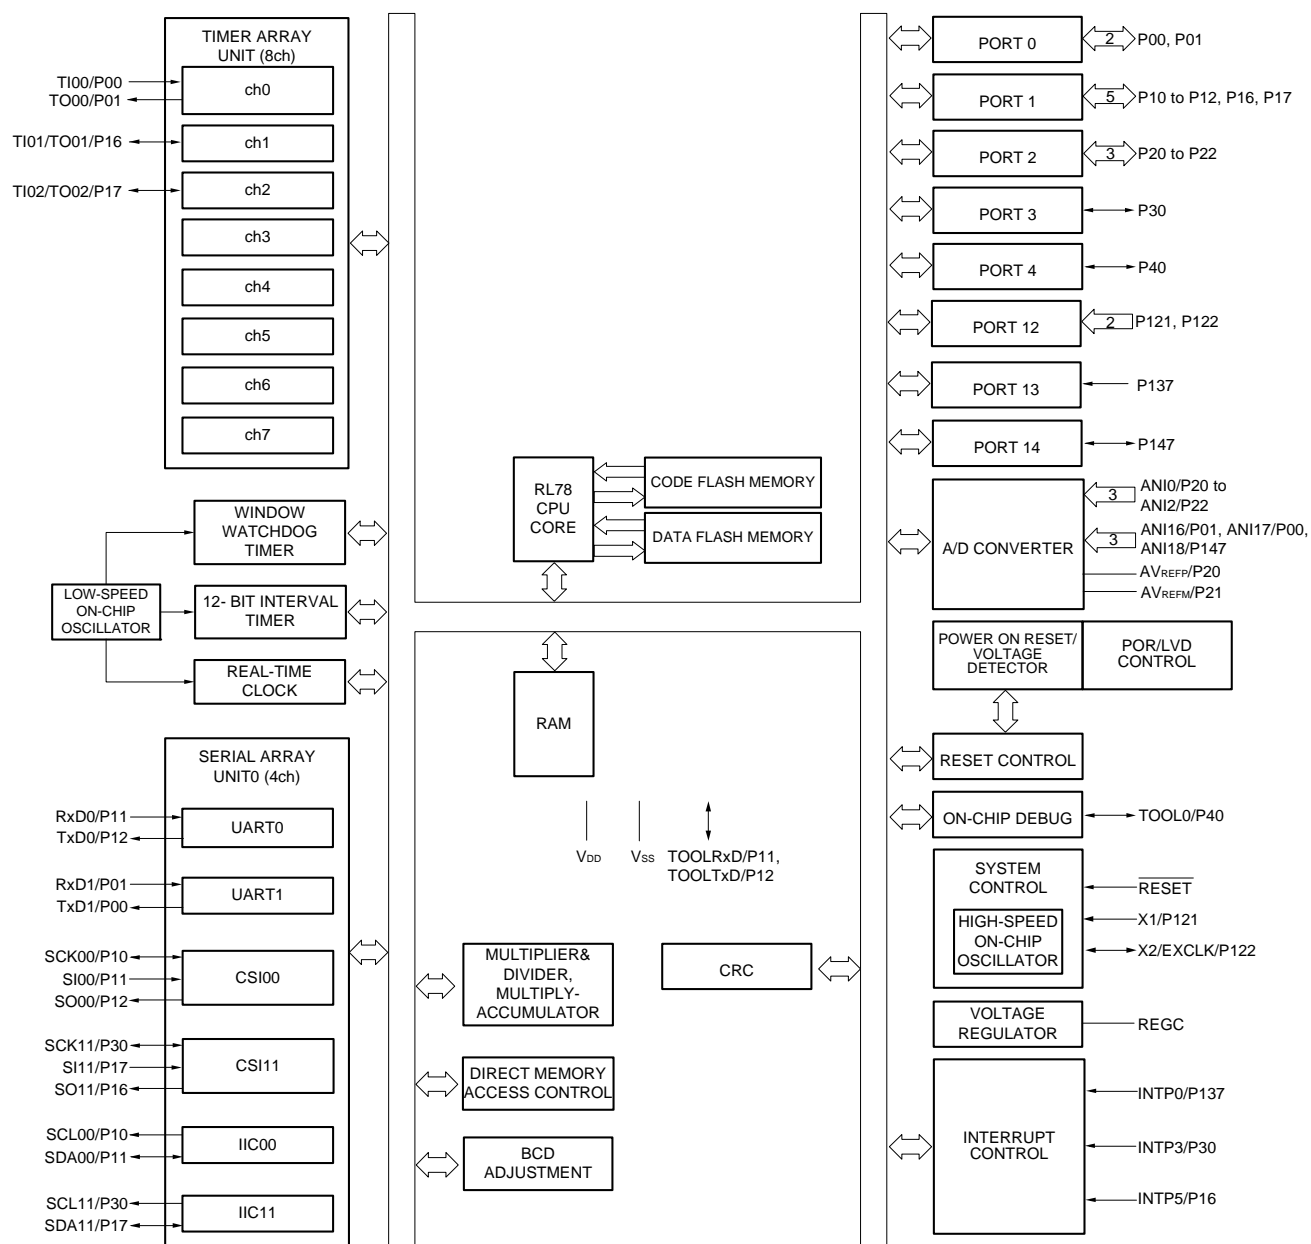 TIMER ARRAY
UNIT (8ch)
TI00/P00
TO00/P01
ch0
TI01/TO01/P16
ch1
TI02/TO02/P17
ch2
ch3
ch4
ch5
ch6
ch7
WINDOW
WATCHDOG
TIMER
LOW-SPEED
ON-CHIP
OSCILLATOR
12- BIT INTERVAL
TIMER
REAL-TIME
CLOCK
SERIAL ARRAY
UNIT0 (4ch)
RxD0/P11
TxD0/P12
UART0
RxD1/P01
TxD1/P00
UART1
SCK00/P10
SI00/P11
SO00/P12
CSI00
SCK11/P30
SI11/P17
SO11/P16
CSI11
SCL00/P10
SDA00/P11
IIC00
SCL11/P30
SDA11/P17
IIC11
RL78
CPU
CORE
CODE FLASH MEMORY
DATA FLASH MEMORY
RAM
VDD
VSS
TOOLRxD/P11,
TOOLTxD/P12
MULTIPLIER&
DIVIDER,
MULTIPLY-
ACCUMULATOR
CRC
DIRECT MEMORY
ACCESS CONTROL
BCD
ADJUSTMENT
PORT 0
2
P00, P01
PORT 1
5
P10 to P12, P16, P17
PORT 2
3
P20 to P22
PORT 3
P30
PORT 4
P40
PORT 12
2
P121, P122
PORT 13
P137
PORT 14
P147
A/D CONVERTER
3
ANI0/P20 to
ANI2/P22
3
ANI16/P01, ANI17/P00,
ANI18/P147
AVREFP/P20
AVREFM/P21
POWER ON RESET/
VOLTAGE
DETECTOR
POR/LVD
CONTROL
RESET CONTROL
ON-CHIP DEBUG
TOOL0/P40
SYSTEM
CONTROL
HIGH-SPEED
ON-CHIP
OSCILLATOR
RESET
X1/P121
X2/EXCLK/P122
VOLTAGE
REGULATOR
REGC
INTERRUPT
CONTROL
INTP0/P137
INTP3/P30
INTP5/P16